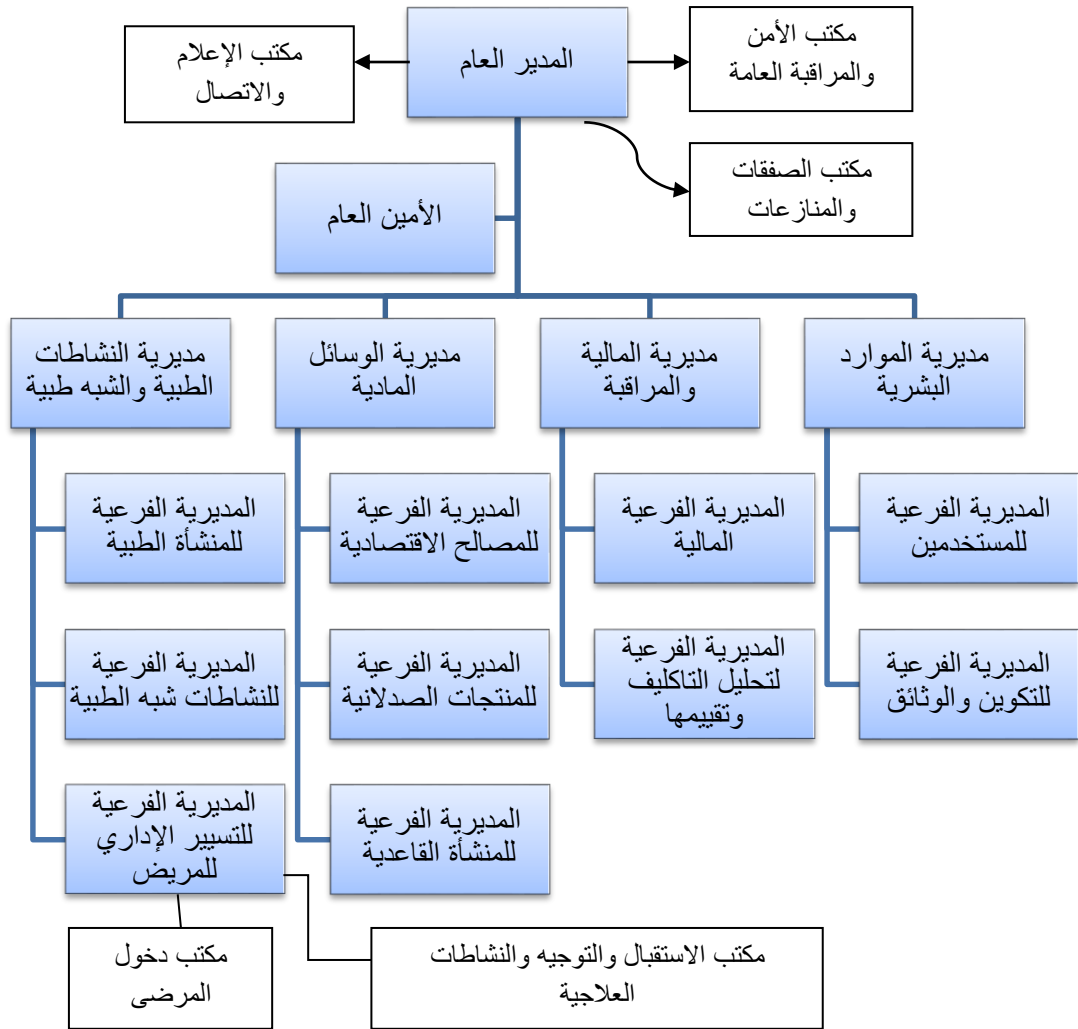 المدير العام
مكتب الأمن
والمراقبة العامة
مكتب الإعلام
والاتصال
مكتب الصفقات
والمنازعات
الأمين العام
مديرية الموارد
البشرية
مديرية المالية
والمراقبة
مديرية الوسائل
المادية
مديرية النشاطات
الطبية والشبه طبية
المديرية الفرعية
للمستخدمين
المديرية الفرعية
المالية
المديرية الفرعية
للمصالح الاقتصادية
المديرية الفرعية
للمنشأة الطبية
المديرية الفرعية
للتكوين والوثائق
المديرية الفرعية
لتحليل التاكليف
وتقييمها
المديرية الفرعية
للمنتجات الصدلانية
المديرية الفرعية
للنشاطات شبه الطبية
المديرية الفرعية
للمنشأة القاعدية
المديرية الفرعية
للتسيير الإداري
للمريض
مكتب الاستقبال والتوجيه والنشاطات
العلاجية
مكتب دخول
المرضى